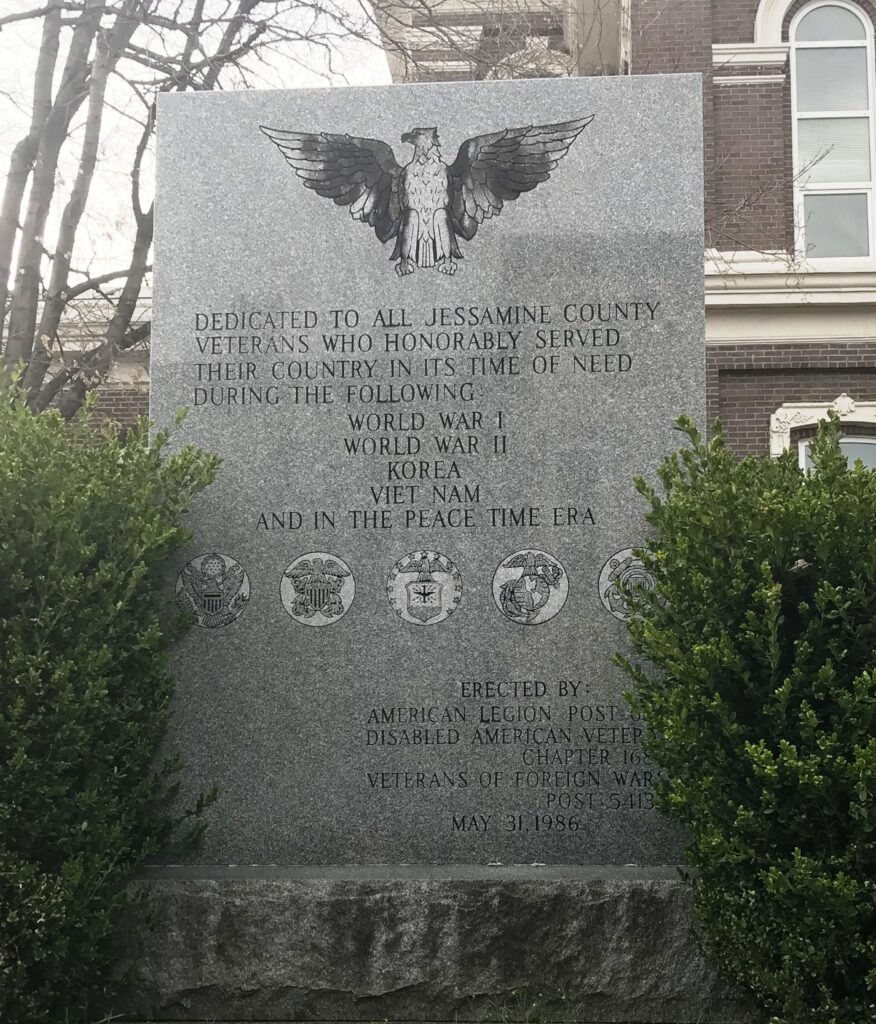 DEDICATED TO ALL JESSAMINE COUNTY
VETERANS WHO HONORABLY SERVED
THEIR COUNTRY IN ITS TIME OF NEED
DURING THE FOLLOWING:
WORLD WAR I
WORLD WAR II
KOREA
VIET NAM
AND IN THE PEACE TIME ERA
ERECTED BY:
AMERICAN LEGION POST
DISABLED AMERICAN
CHAPTER
VETERANS OF FOREIGN WARS
POST 5413
MAY 31, 1986